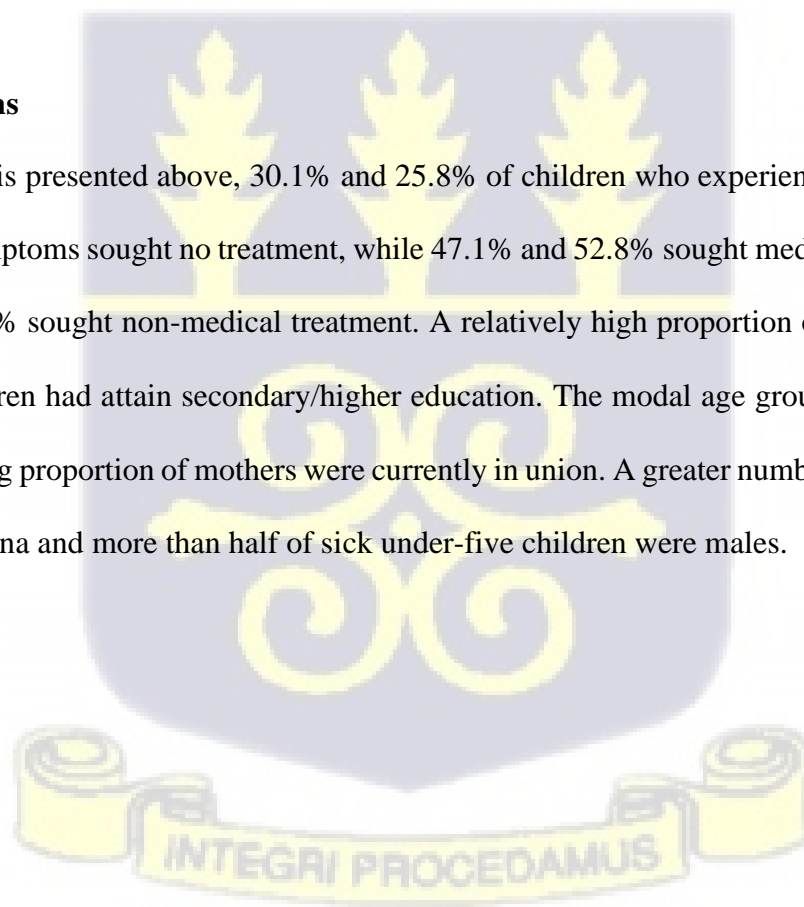 ns
is presented above, 30.1% and 25.8% of children who experien
ptoms sought no treatment, while 47.1% and 52.8% sought med
% sought non-medical treatment. A relatively high proportion
ren had attain secondary/higher education. The modal age grou
g proportion of mothers were currently in union. A greater numb
na and more than half of sick under-five children were males.
INTEGRI PROCEDAMUS